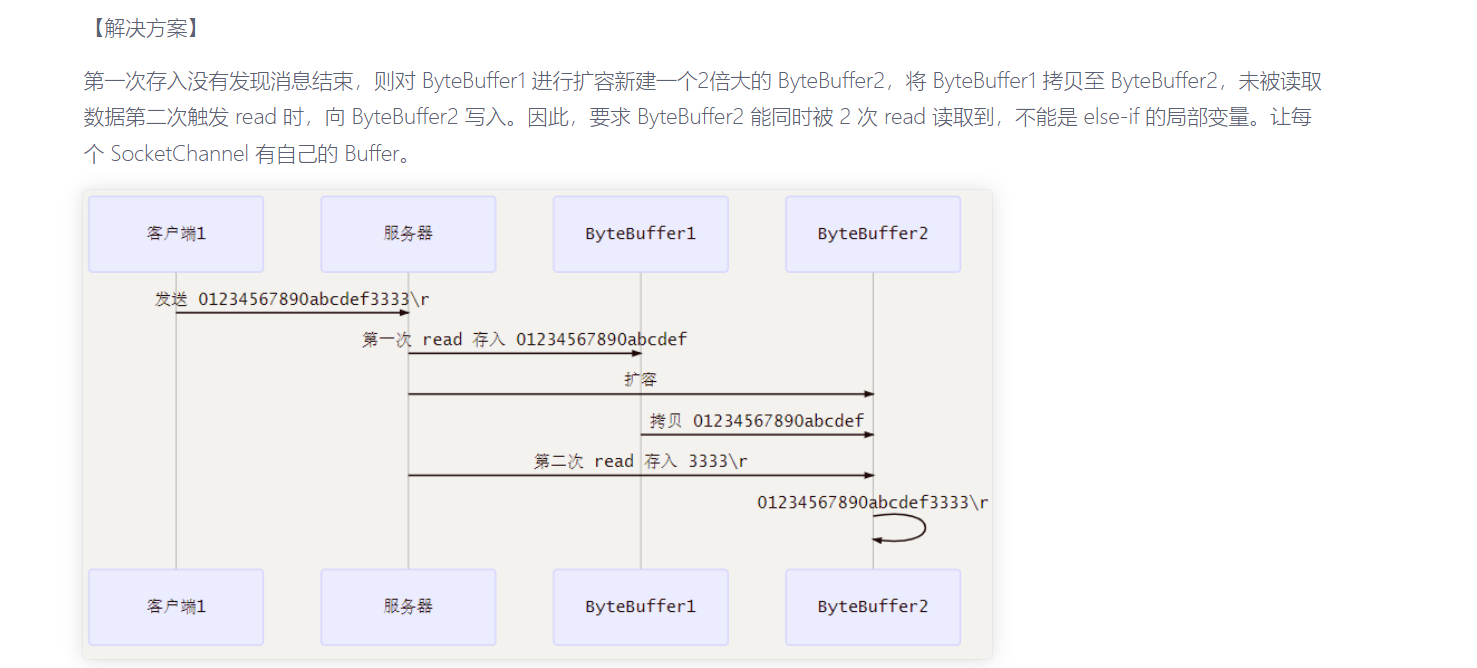 【解决方案】
第一次存入没有发现消息结束，则对 ByteBuffer1 进行扩容新建一个2倍大的 ByteBuffer2，将 ByteBuffer1 拷贝至 ByteBuffer2，未被读取
数据第二次触发 read 时，向 ByteBuffer2 写入。因此，要求 ByteBuffer2 能同时被 2 次 read 读取到，不能是 else-if 的局部变量。让每
个 SocketChannel 有自己的 Buffer。
客户端1
服务器
ByteBuffer1
ByteBuffer2
发送 01234567890abcdef3333\r
第一次 read 存入 01234567890abcdef
扩容
拷贝 01234567890abcdef
第二次 read 存入 3333\r
01234567890abcdef3333\r
客户端1
服务器
ByteBuffer1
ByteBuffer2